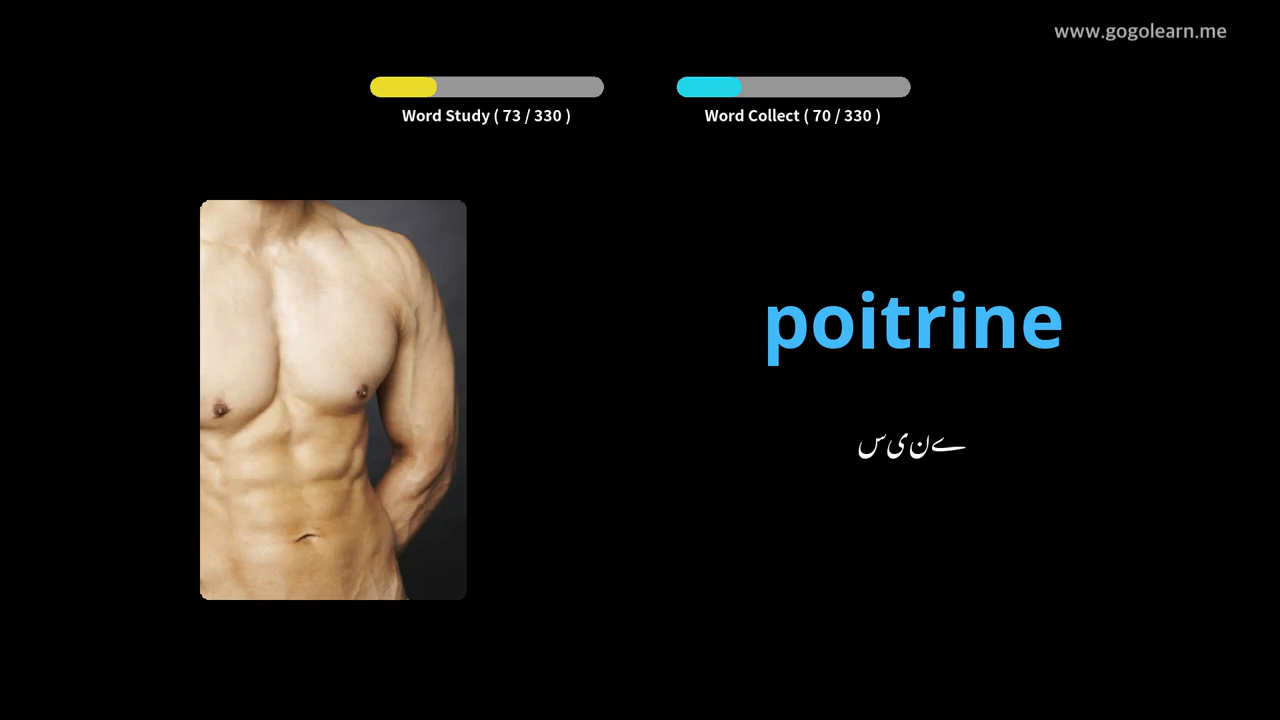 www.gogolearn.me
Word Study ( 73 / 330 )
Word Collect ( 70 / 330 )
poitrine
سینے